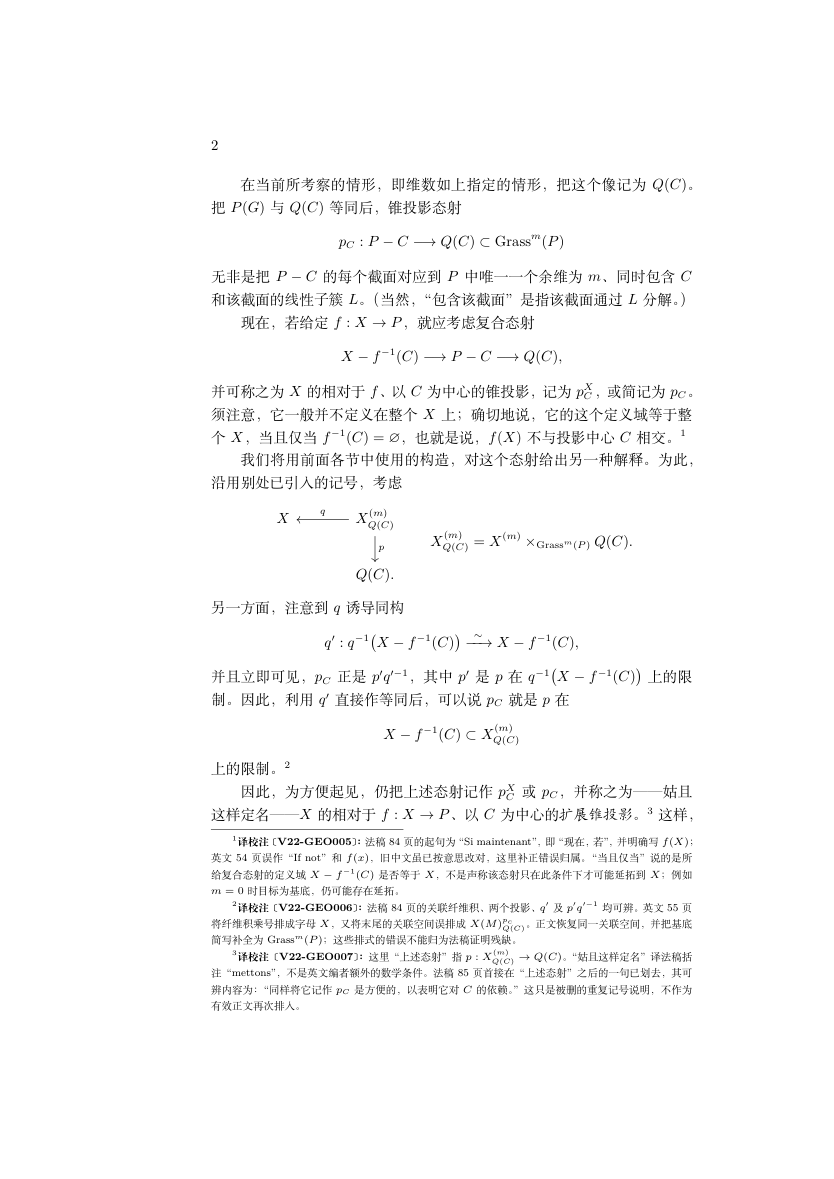 2
在当前所考察的情形，即维数如上指定的情形，把这个像记为 Q(C)。
把 P(G) 与 Q(C) 等同后，锥投影态射
p_C : P − C ⟶ Q(C) ⊂ Grass^m(P)
无非是把 P − C 的每个截面对应到 P 中唯一一个余维为 m、同时包含 C
和该截面的线性子簇 L。（当然，“包含该截面” 是指该截面通过 L 分解。）
现在，若给定 f : X → P，就应考虑复合态射
X − f^{−1}(C) ⟶ P − C ⟶ Q(C),
并可称之为 X 的相对于 f、以 C 为中心的锥投影，记为 p_C^X，或简记为 p_C。
须注意，它一般并不定义在整个 X 上；确切地说，它的这个定义域等于整
个 X，当且仅当 f^{−1}(C) = ∅，也就是说，f(X) 不与投影中心 C 相交。^1
我们将用前面各节中使用的构造，对这个态射给出另一种解释。为此，
沿用别处已引入的记号，考虑
X ⟵^q X_{Q(C)}^{(m)}
↓ p
X_{Q(C)}^{(m)} = X^{(m)} ×_{Grass^m(P)} Q(C).
Q(C).
另一方面，注意到 q 诱导同构
q′ : q^{−1}(X − f^{−1}(C)) ⟶^∼ X − f^{−1}(C),
并且立即可见，p_C 正是 p′q′^{−1}，其中 p′ 是 p 在 q^{−1}(X − f^{−1}(C)) 上的限
制。因此，利用 q′ 直接作等同后，可以说 p_C 就是 p 在
X − f^{−1}(C) ⊂ X_{Q(C)}^{(m)}
上的限制。^2
因此，为方便起见，仍把上述态射记作 p_C^X 或 p_C，并称之为——姑且
这样定名——X 的相对于 f : X → P、以 C 为中心的扩展锥投影。^3 这样，
^1译校注〔V22-GEO005〕：法稿 84 页的起句为 “Si maintenant”，即 “现在，若”，并明确写 f(X)；
英文 54 页误作 “If not” 和 f(x)，旧中文虽已按意思改对，这里补正错误归属。“当且仅当” 说的是所
给复合态射的定义域 X − f^{−1}(C) 是否等于 X，不是声称该态射只在此条件下才可能延拓到 X；例如
m = 0 时目标为基底，仍可能存在延拓。
^2译校注〔V22-GEO006〕：法稿 84 页的关联纤维积、两个投影、q′ 及 p′q′^{−1} 均可辨。英文 55 页
将纤维积乘号排成字母 X，又将末尾的关联空间误排成 X(M)_{Q(C)}^{P_C}。正文恢复同一关联空间，并把基底
简写补全为 Grass^m(P)；这些排式的错误不能归为法稿证明残缺。
^3译校注〔V22-GEO007〕：这里 “上述态射” 指 p : X_{Q(C)}^{(m)} → Q(C)。“姑且这样定名” 译法稿括
注 “mettons”，不是英文编者额外的数学条件。法稿 85 页首接在 “上述态射” 之后的一句已划去，其可
辨内容为：“同样将它记作 p_C 是方便的，以表明它对 C 的依赖。” 这只是被删的重复记号说明，不作为
有效正文再次排入。